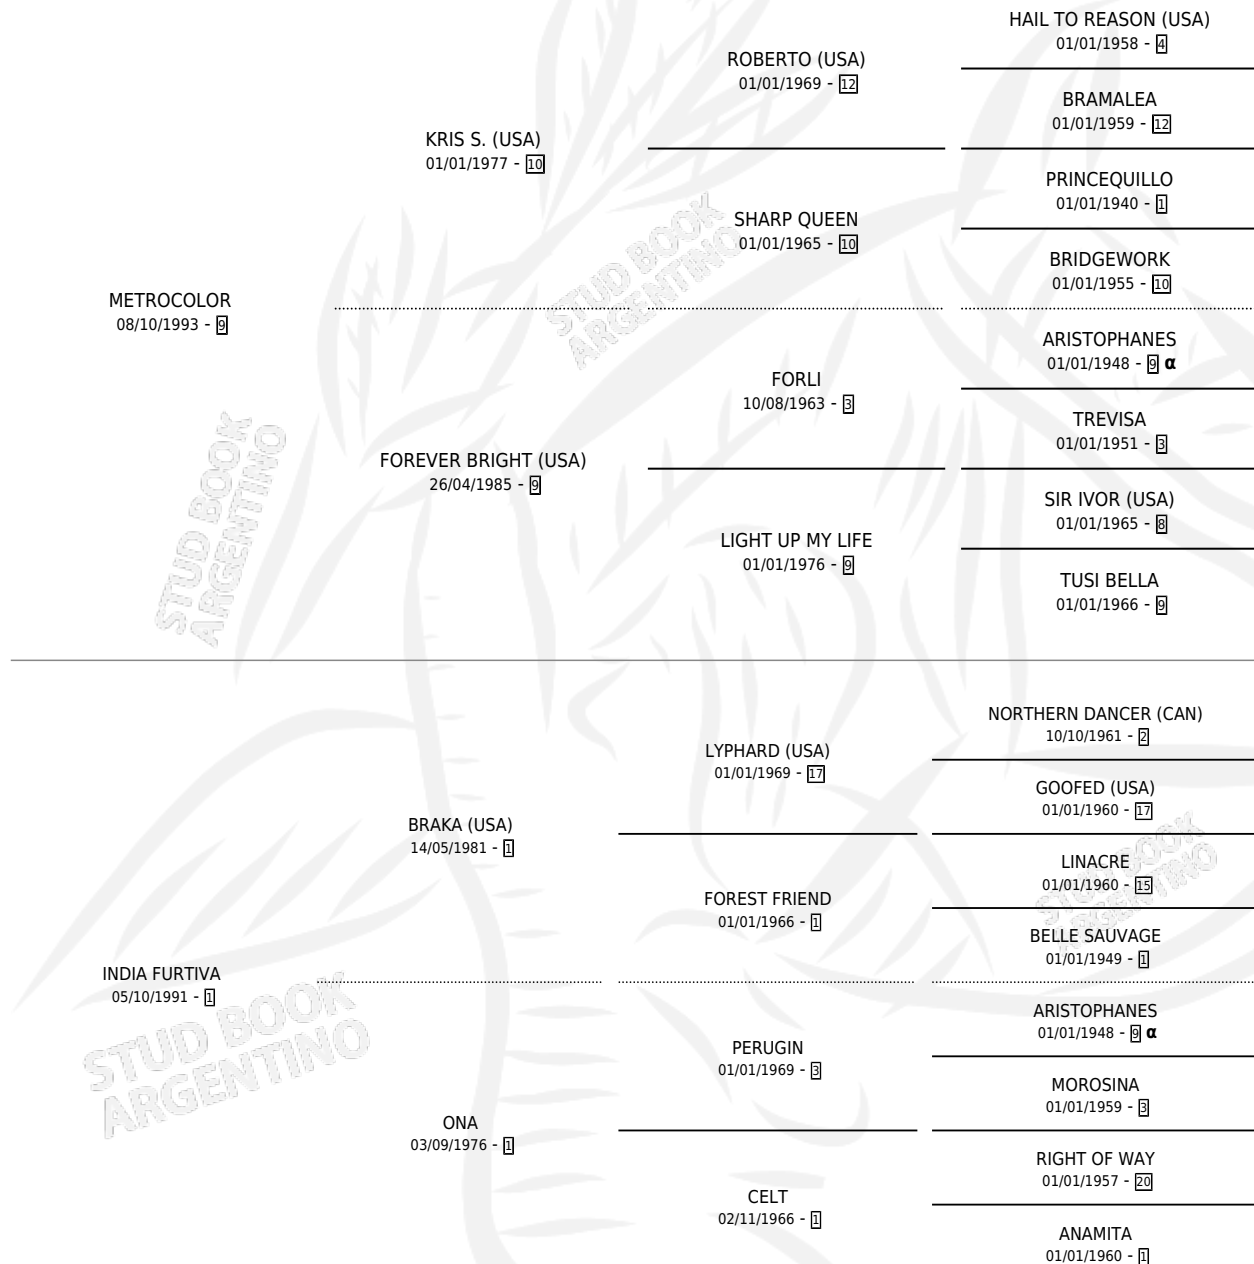 METROCOLOR
08/10/1993 - 9
KRIS S. (USA)
01/01/1977 - 10
FOREVER BRIGHT (USA)
26/04/1985 - 9
ROBERTO (USA)
01/01/1969 - 12
SHARP QUEEN
01/01/1965 - 10
FORLI
10/08/1963 - 3
LIGHT UP MY LIFE
01/01/1976 - 9
HAIL TO REASON (USA)
01/01/1958 - 4
BRAMALEA
01/01/1959 - 12
PRINCEQUILLO
01/01/1940 - 1
BRIDGEWORK
01/01/1955 - 10
ARISTOPHANES
01/01/1948 - 9 α
TREVISA
01/01/1951 - 3
SIR IVOR (USA)
01/01/1965 - 8
TUSI BELLA
01/01/1966 - 9
INDIA FURTIVA
05/10/1991 - 1
BRAKA (USA)
14/05/1981 - 1
ONA
03/09/1976 - 1
LYPHARD (USA)
01/01/1969 - 17
FOREST FRIEND
01/01/1966 - 1
PERUGIN
01/01/1969 - 3
CELT
02/11/1966 - 1
NORTHERN DANCER (CAN)
10/10/1961 - 2
GOOFED (USA)
01/01/1960 - 17
LINACRE
01/01/1960 - 15
BELLE SAUVAGE
01/01/1949 - 1
ARISTOPHANES
01/01/1948 - 9 α
MOROSINA
01/01/1959 - 3
RIGHT OF WAY
01/01/1957 - 20
ANAMITA
01/01/1960 - 1
STUD BOOK
ARGENTINO
STUD BOOK
ARGENTINO
STUD BOOK
ARGENTINO
STUD BOOK
ARGENTINO